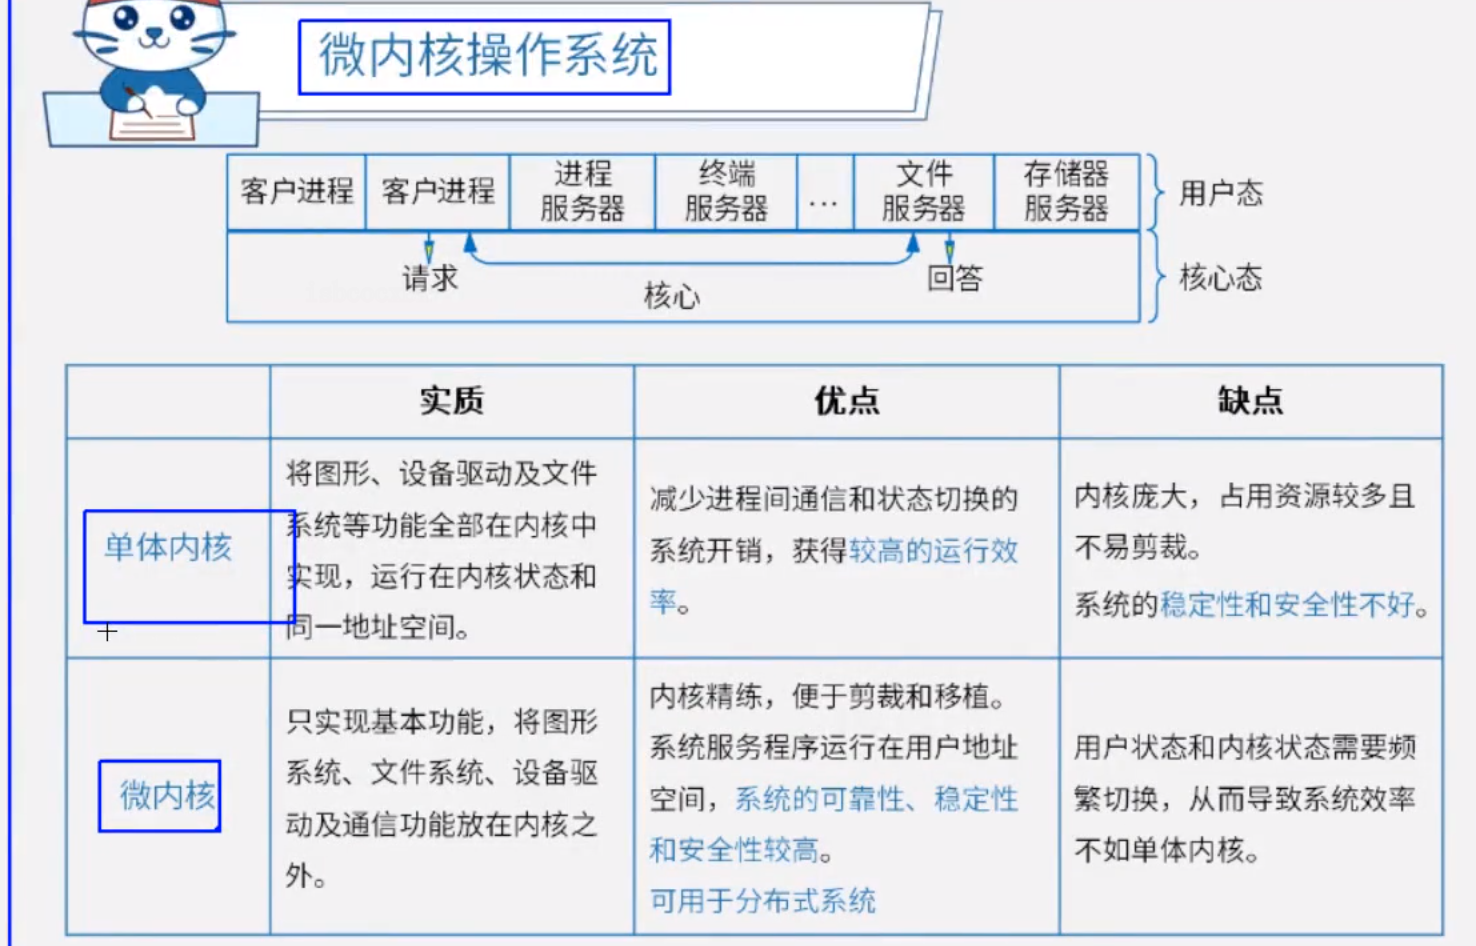 微内核操作系统
客户进程
客户进程
进程
服务器
终端
服务器
...
文件
服务器
存储器
服务器
用户态
请求
核心
回答
核心态
实质
优点
缺点
单体内核
将图形、设备驱动及文件
系统等功能全部在内核中
实现，运行在内核状态和
同一地址空间。
减少进程间通信和状态切换的
系统开销，获得较高的运行效
率。
内核庞大，占用资源较多且
不易剪裁。
系统的稳定性和安全性不好。
微内核
只实现基本功能，将图形
系统、文件系统、设备驱
动及通信功能放在内核之
外。
内核精练，便于剪裁和移植。
系统服务程序运行在用户地址
空间，系统的可靠性、稳定性
和安全性较高。
可用于分布式系统
用户状态和内核状态需要频
繁切换，从而导致系统效率
不如单体内核。